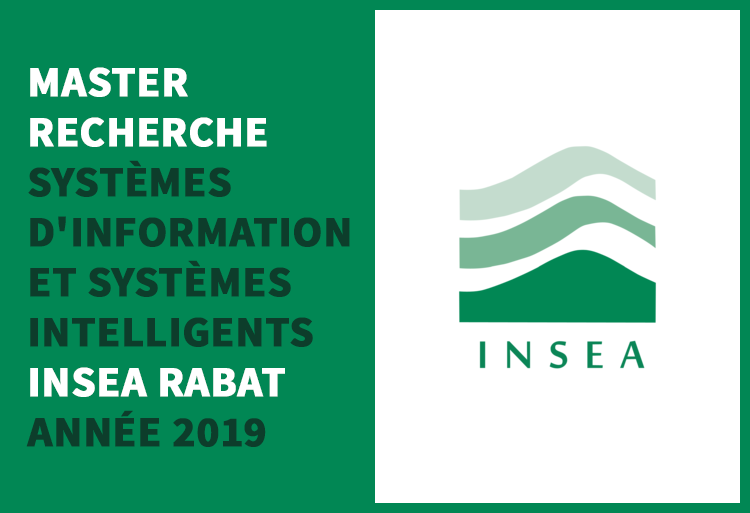 MASTER
RECHERCHE
SYSTÈMES
D'INFORMATION
ET SYSTÈMES
INTELLIGENTS
INSEA RABAT
ANNÉE 2019
INSEA